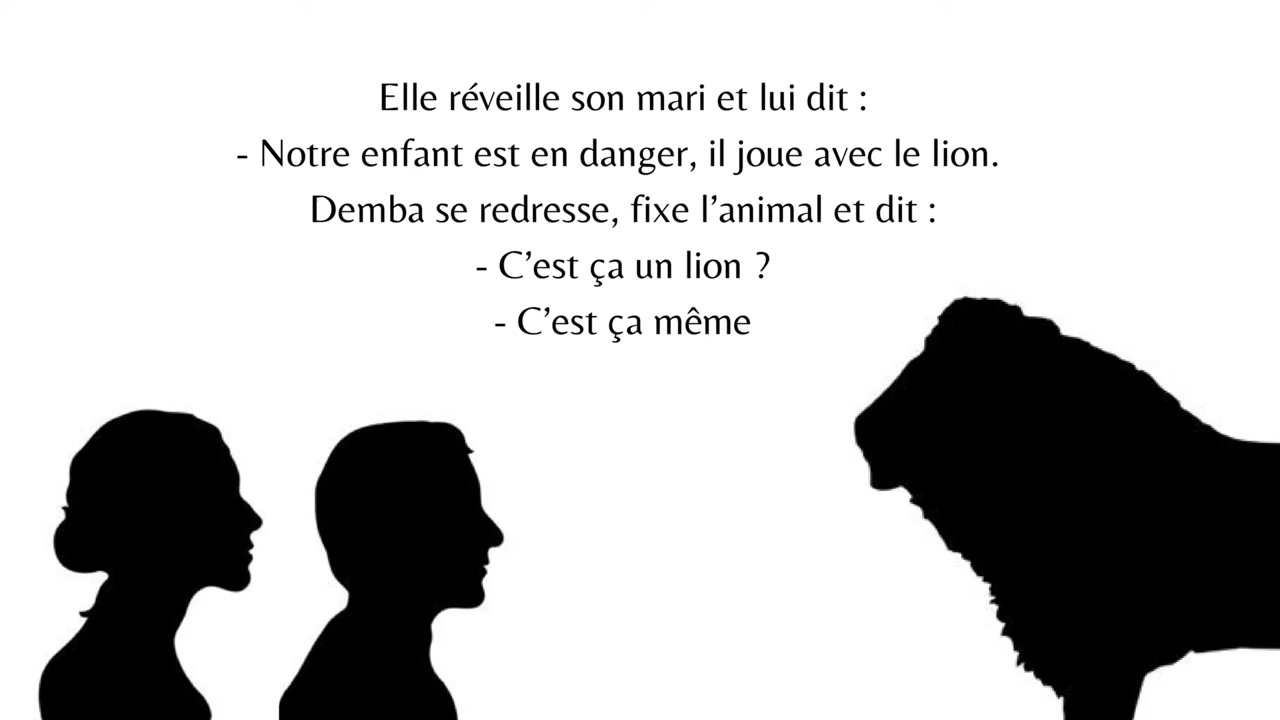 Elle réveille son mari et lui dit :
- Notre enfant est en danger, il joue avec le lion.
Demba se redresse, fixe l’animal et dit :
- C’est ça un lion ?
- C’est ça même